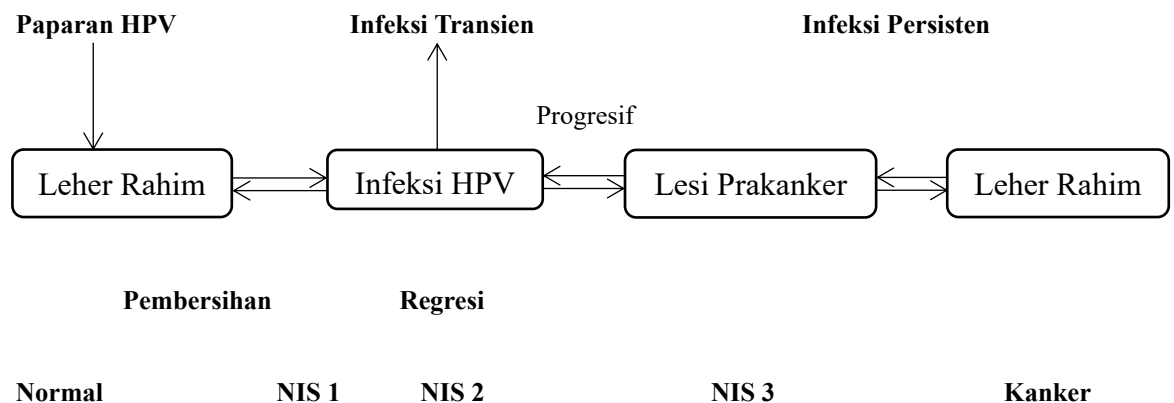 Paparan HPV Infeksi Transien Infeksi Persisten
Progresif
Leher Rahim Infeksi HPV Lesi Prakanker Leher Rahim
Pembersihan Regresi
Normal NIS 1 NIS 2 NIS 3 Kanker